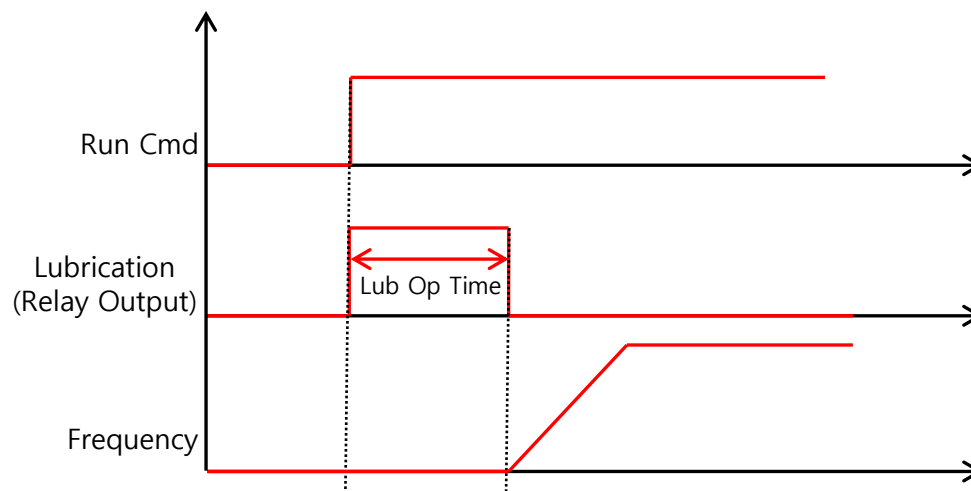 Run Cmd
Lubrication
(Relay Output)
Lub Op Time
Frequency